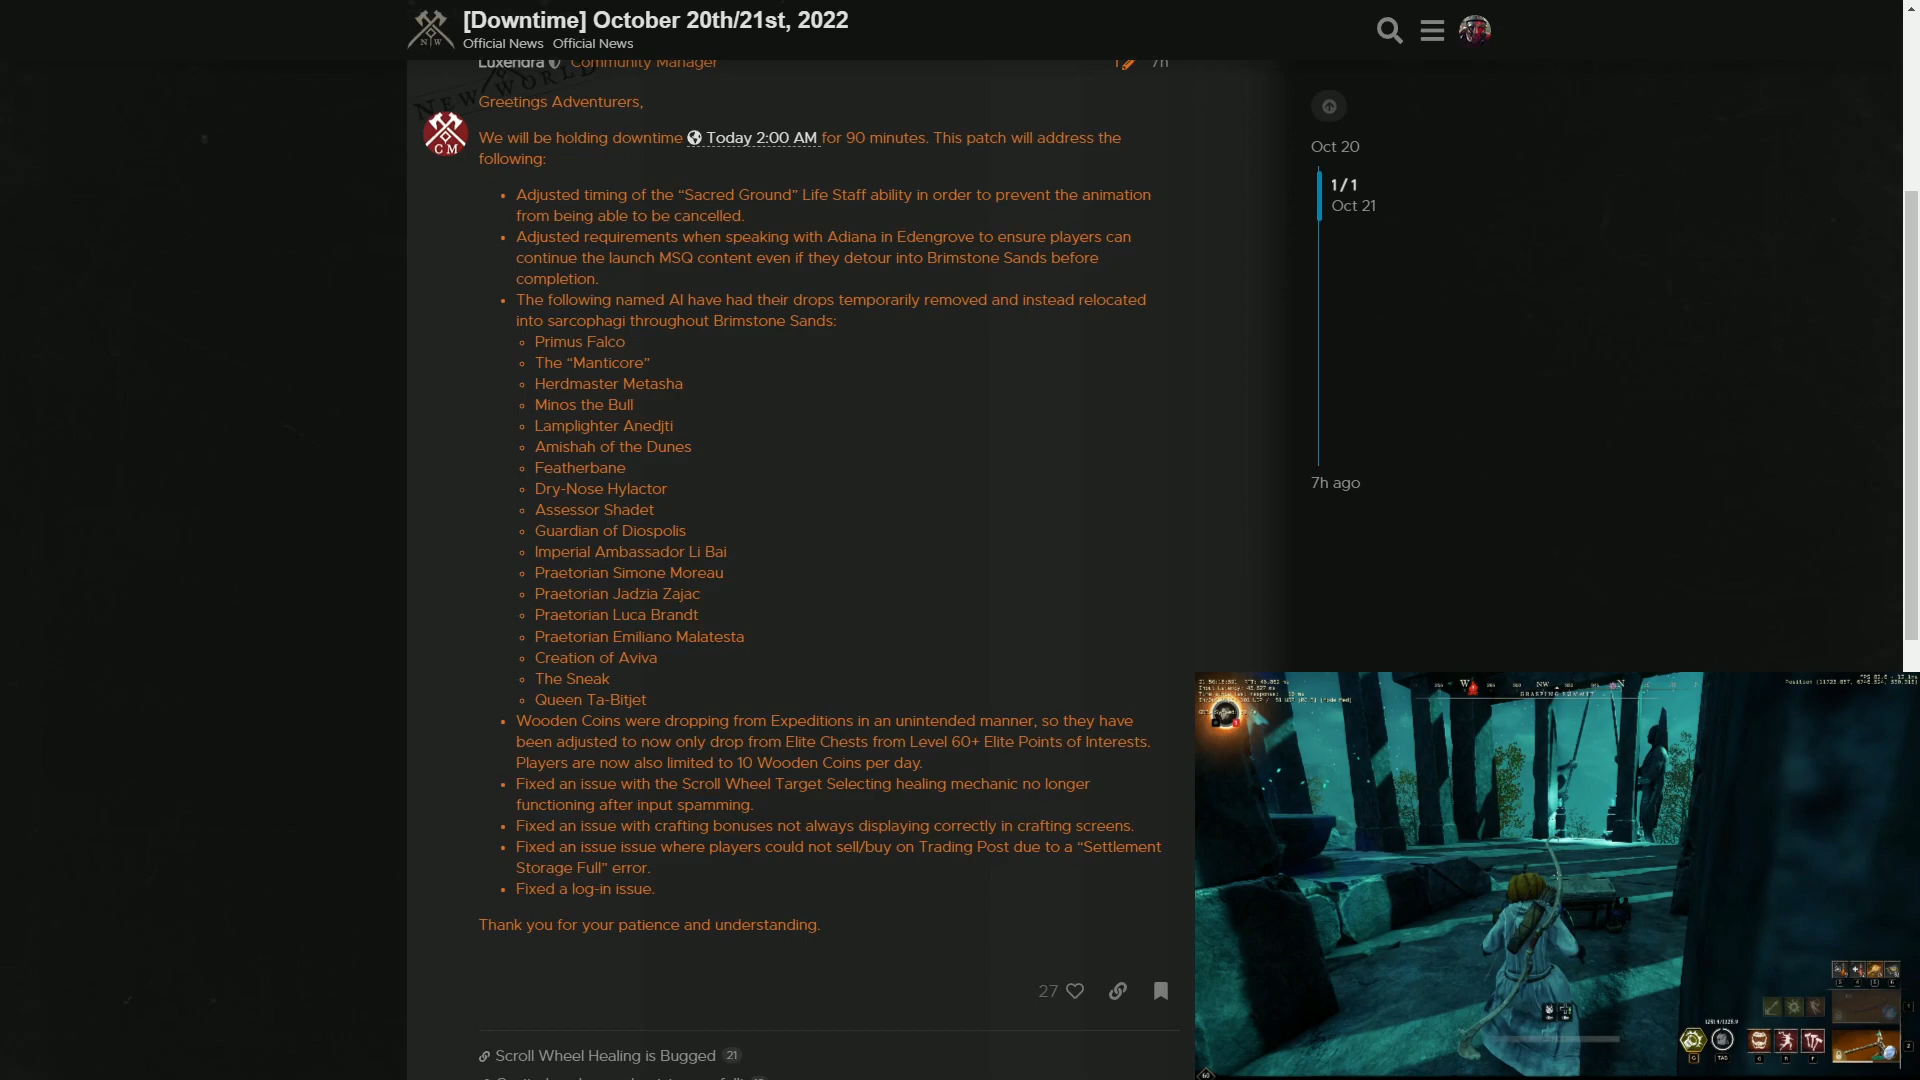 [Downtime] October 20th/21st, 2022
Official News Official News
Luxendra Community Manager
1 7h
NEW WORLD
Greetings Adventurers,
CM
We will be holding downtime Today 2:00 AM for 90 minutes. This patch will address the
following:
Adjusted timing of the “Sacred Ground” Life Staff ability in order to prevent the animation
from being able to be cancelled.
Adjusted requirements when speaking with Adiana in Edengrove to ensure players can
continue the launch MSQ content even if they detour into Brimstone Sands before
completion.
The following named AI have had their drops temporarily removed and instead relocated
into sarcophagi throughout Brimstone Sands:
Primus Falco
The “Manticore”
Herdmaster Metasha
Minos the Bull
Lamplighter Anedjti
Amishah of the Dunes
Featherbane
Dry-Nose Hylactor
Assessor Shadet
Guardian of Diospolis
Imperial Ambassador Li Bai
Praetorian Simone Moreau
Praetorian Jadzia Zajac
Praetorian Luca Brandt
Praetorian Emiliano Malatesta
Creation of Aviva
The Sneak
Queen Ta-Bitjet
Wooden Coins were dropping from Expeditions in an unintended manner, so they have
been adjusted to now only drop from Elite Chests from Level 60+ Elite Points of Interests.
Players are now also limited to 10 Wooden Coins per day.
Fixed an issue with the Scroll Wheel Target Selecting healing mechanic no longer
functioning after input spamming.
Fixed an issue with crafting bonuses not always displaying correctly in crafting screens.
Fixed an issue issue where players could not sell/buy on Trading Post due to a “Settlement
Storage Full” error.
Fixed a log-in issue.
Thank you for your patience and understanding.
27
Scroll Wheel Healing is Bugged 21
Oct 20
1/1
Oct 21
7h ago
W NW N
GRASPING SUMMIT
60